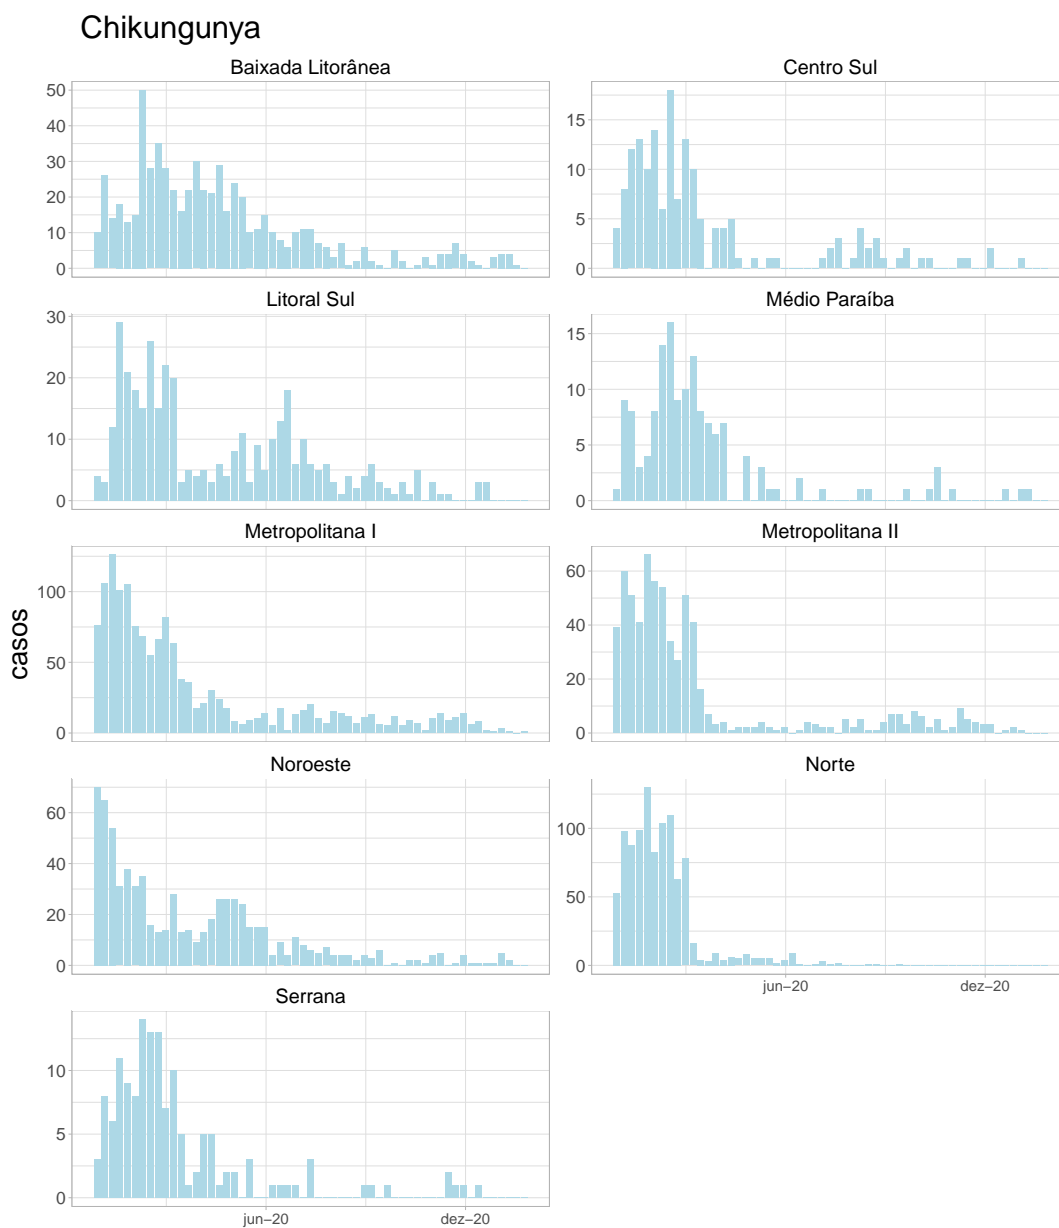 Chikungunya
Baixada Litorânea
Centro Sul
50
40
30
20
10
0
15
10
5
0
Litoral Sul
Médio Paraíba
30
20
10
0
15
10
5
0
Metropolitana I
Metropolitana II
100
50
0
60
40
20
0
casos
Noroeste
Norte
60
40
20
0
100
50
0
jun−20
dez−20
Serrana
10
5
0
jun−20
dez−20